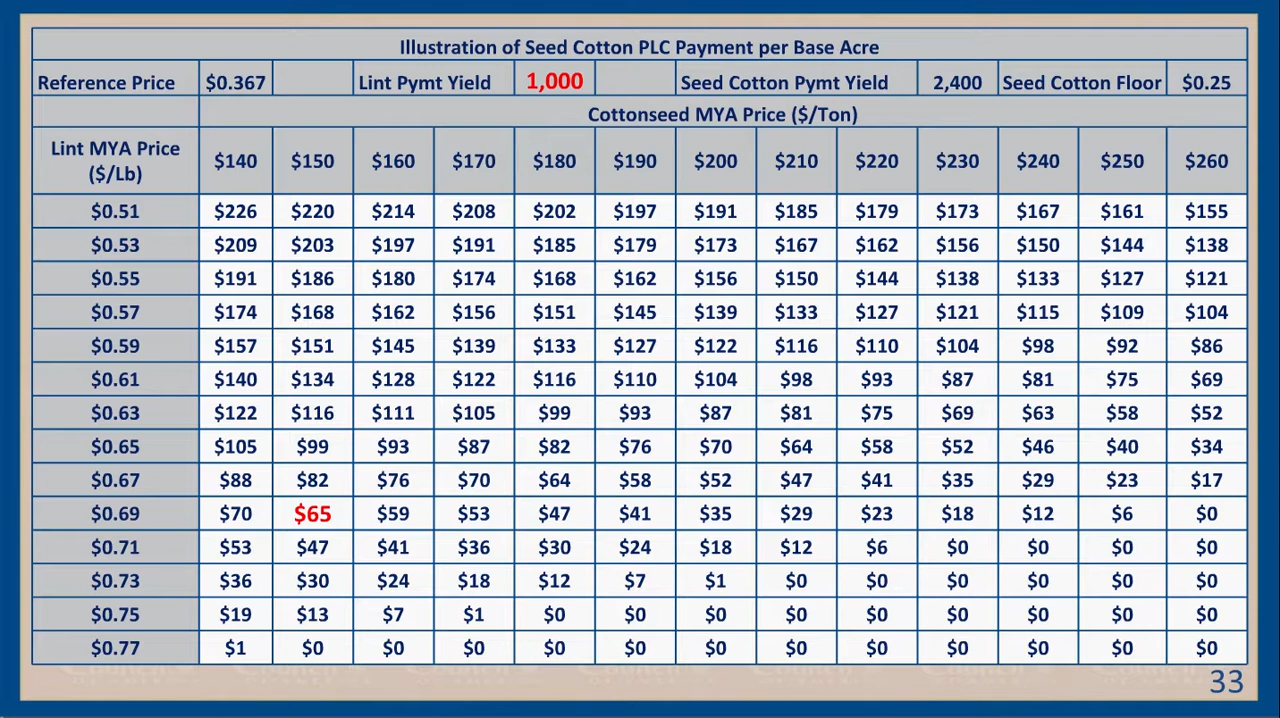 Illustration of Seed Cotton PLC Payment per Base Acre
Reference Price $0.367 Lint Pymt Yield 1,000 Seed Cotton Pymt Yield 2,400 Seed Cotton Floor $0.25
Cottonseed MYA Price ($/Ton)
Lint MYA Price ($/Lb) $140 $150 $160 $170 $180 $190 $200 $210 $220 $230 $240 $250 $260
$0.51 $226 $220 $214 $208 $202 $197 $191 $185 $179 $173 $167 $161 $155
$0.53 $209 $203 $197 $191 $185 $179 $173 $167 $162 $156 $150 $144 $138
$0.55 $191 $186 $180 $174 $168 $162 $156 $150 $144 $138 $133 $127 $121
$0.57 $174 $168 $162 $156 $151 $145 $139 $133 $127 $121 $115 $109 $104
$0.59 $157 $151 $145 $139 $133 $127 $122 $116 $110 $104 $98 $92 $86
$0.61 $140 $134 $128 $122 $116 $110 $104 $98 $93 $87 $81 $75 $69
$0.63 $122 $116 $111 $105 $99 $93 $87 $81 $75 $69 $63 $58 $52
$0.65 $105 $99 $93 $87 $82 $76 $70 $64 $58 $52 $46 $40 $34
$0.67 $88 $82 $76 $70 $64 $58 $52 $47 $41 $35 $29 $23 $17
$0.69 $70 $65 $59 $53 $47 $41 $35 $29 $23 $18 $12 $6 $0
$0.71 $53 $47 $41 $36 $30 $24 $18 $12 $6 $0 $0 $0 $0
$0.73 $36 $30 $24 $18 $12 $7 $1 $0 $0 $0 $0 $0 $0
$0.75 $19 $13 $7 $1 $0 $0 $0 $0 $0 $0 $0 $0 $0
$0.77 $1 $0 $0 $0 $0 $0 $0 $0 $0 $0 $0 $0 $0
33